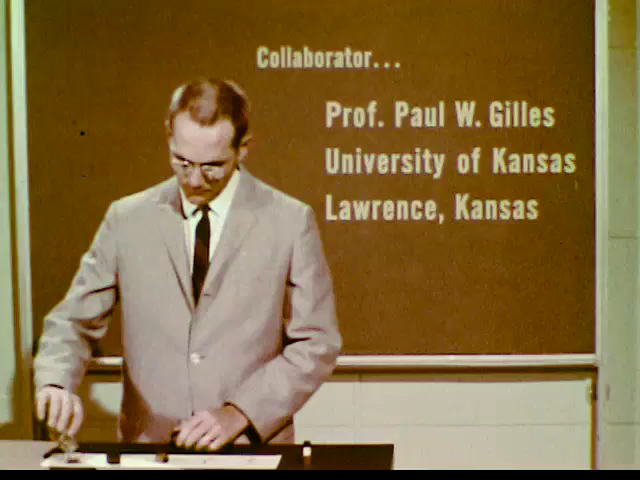 Collaborator...
Prof. Paul W. Gilles
University of Kansas
Lawrence, Kansas